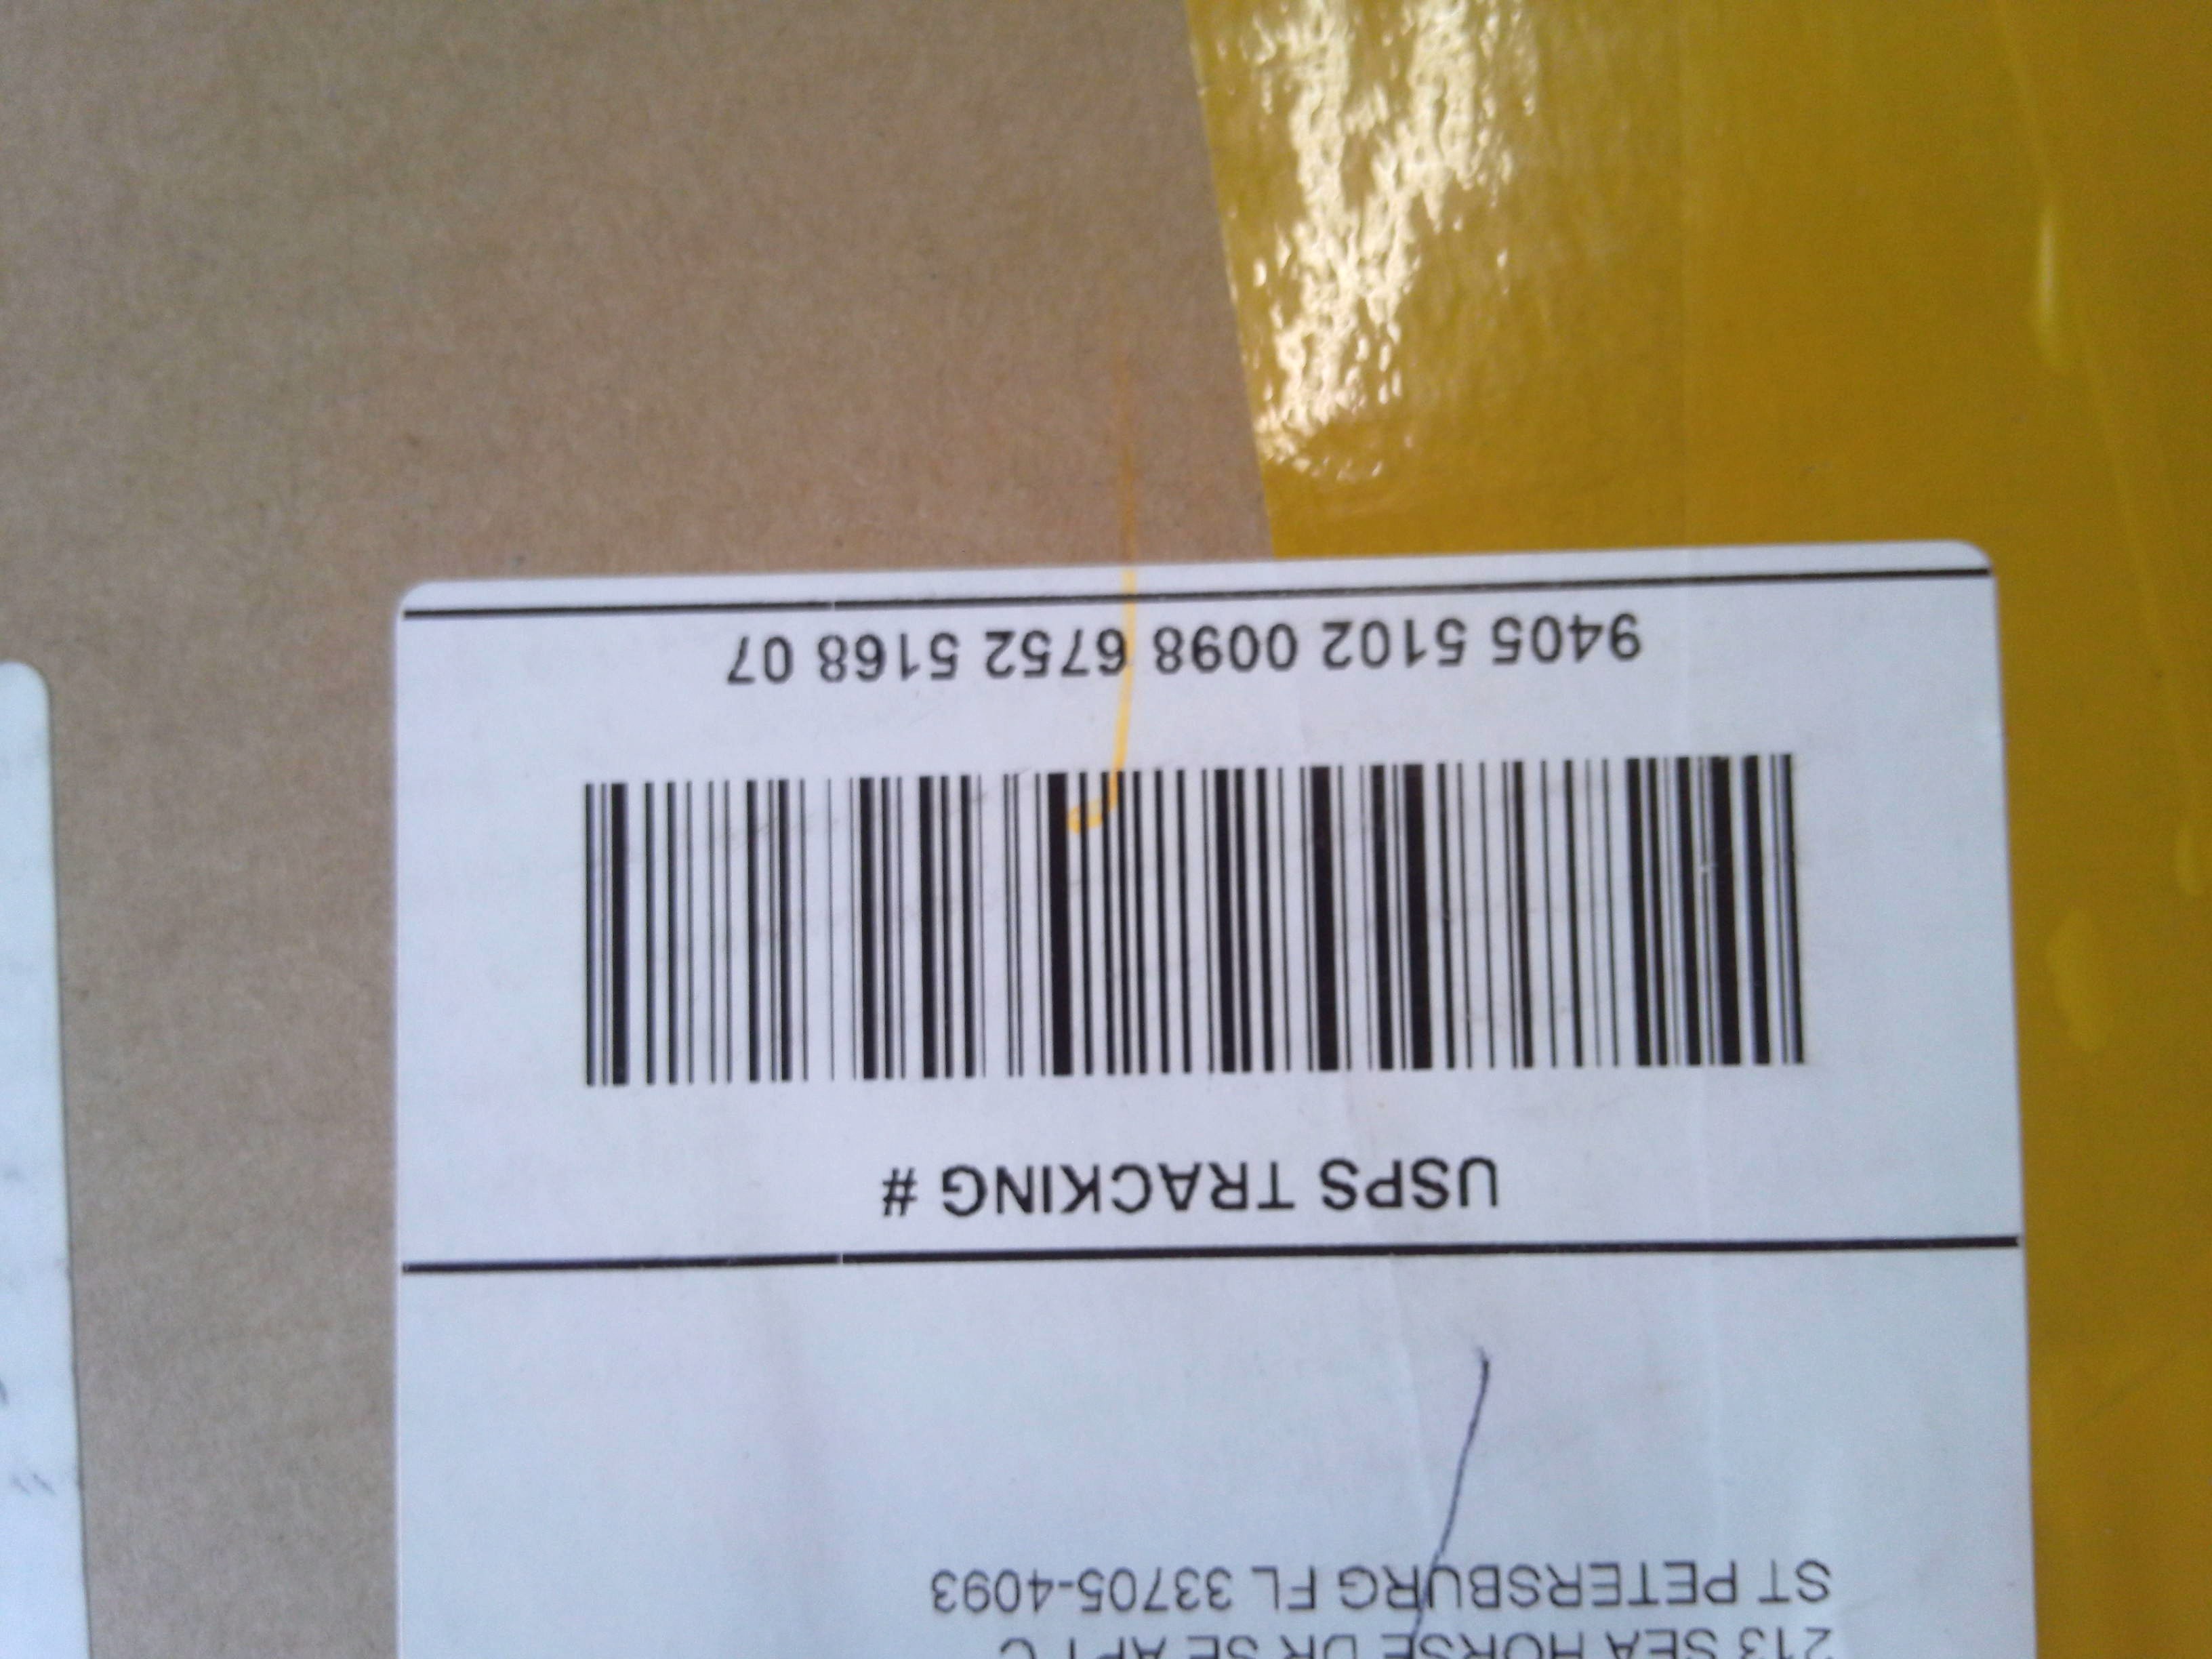 213 SEA HORSE DR SE APT C
ST PETERSBURG FL 33705-4093
USPS TRACKING #
9405 5102 0098 6752 5168 07